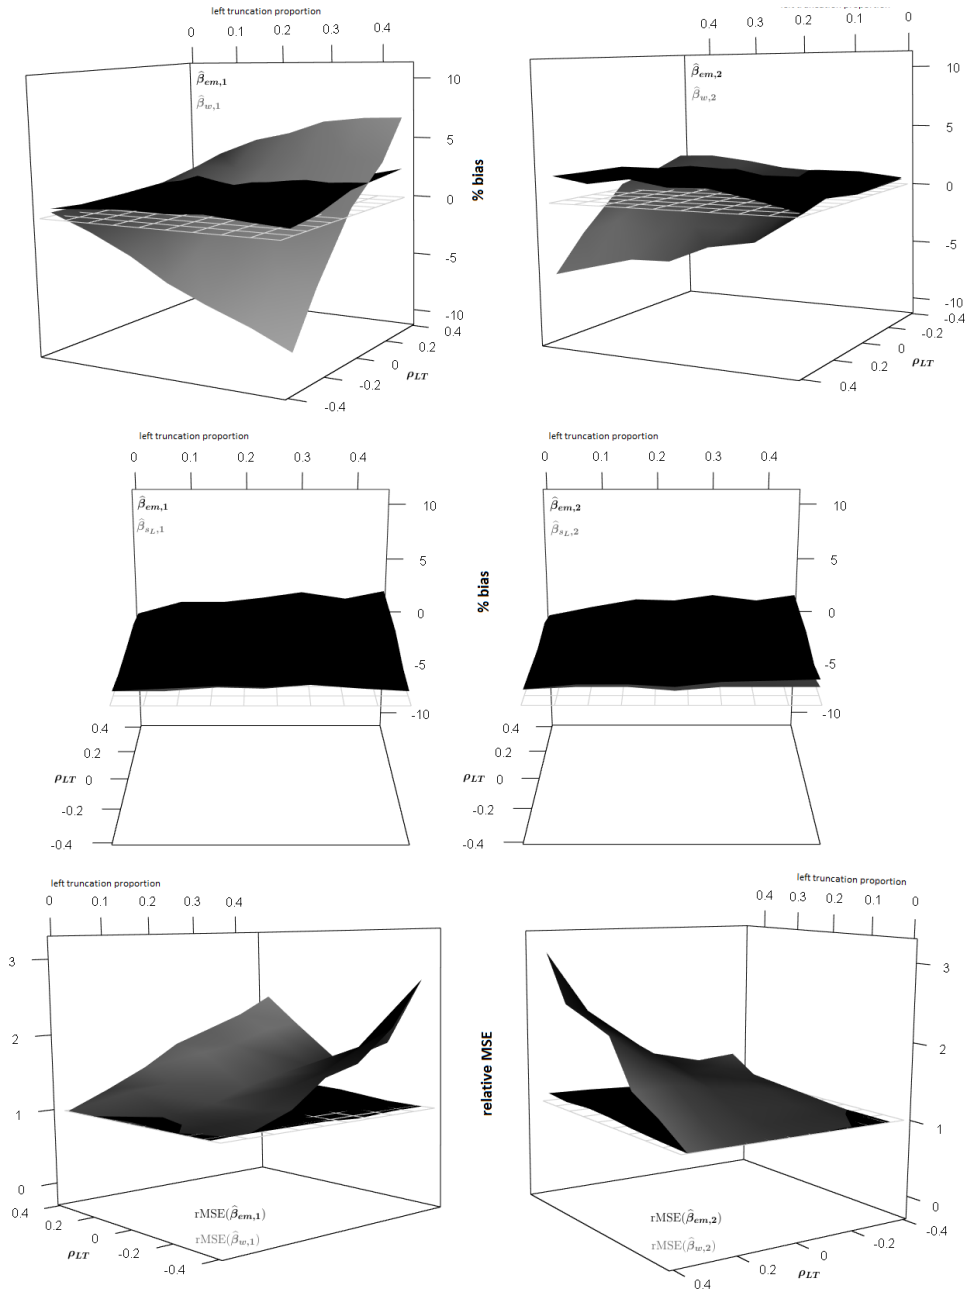 left truncation proportion
0 0.1 0.2 0.3 0.4
β̂em,1
β̂w,1
10
5
0
-5
-10
0.4
0.2
0
-0.2
-0.4
ρLT
% bias
left truncation proportion
0.4 0.3 0.2 0.1 0
β̂em,2
β̂w,2
10
5
0
-5
-10
-0.4
-0.2
0
0.2
0.4
ρLT
left truncation proportion
0 0.1 0.2 0.3 0.4
β̂em,1
β̂sL,1
10
5
0
-5
-10
0.4
0.2
ρLT 0
-0.2
-0.4
% bias
left truncation proportion
0 0.1 0.2 0.3 0.4
β̂em,2
β̂sL,2
10
5
0
-5
-10
0.4
0.2
ρLT 0
-0.2
-0.4
left truncation proportion
0 0.1 0.2 0.3 0.4
3
2
1
0
0.4
0.2
0
-0.2
-0.4
ρLT
rMSE(β̂em,1)
rMSE(β̂w,1)
relative MSE
left truncation proportion
0.4 0.3 0.2 0.1 0
3
2
1
0
-0.4
-0.2
0
0.2
0.4
ρLT
rMSE(β̂em,2)
rMSE(β̂w,2)